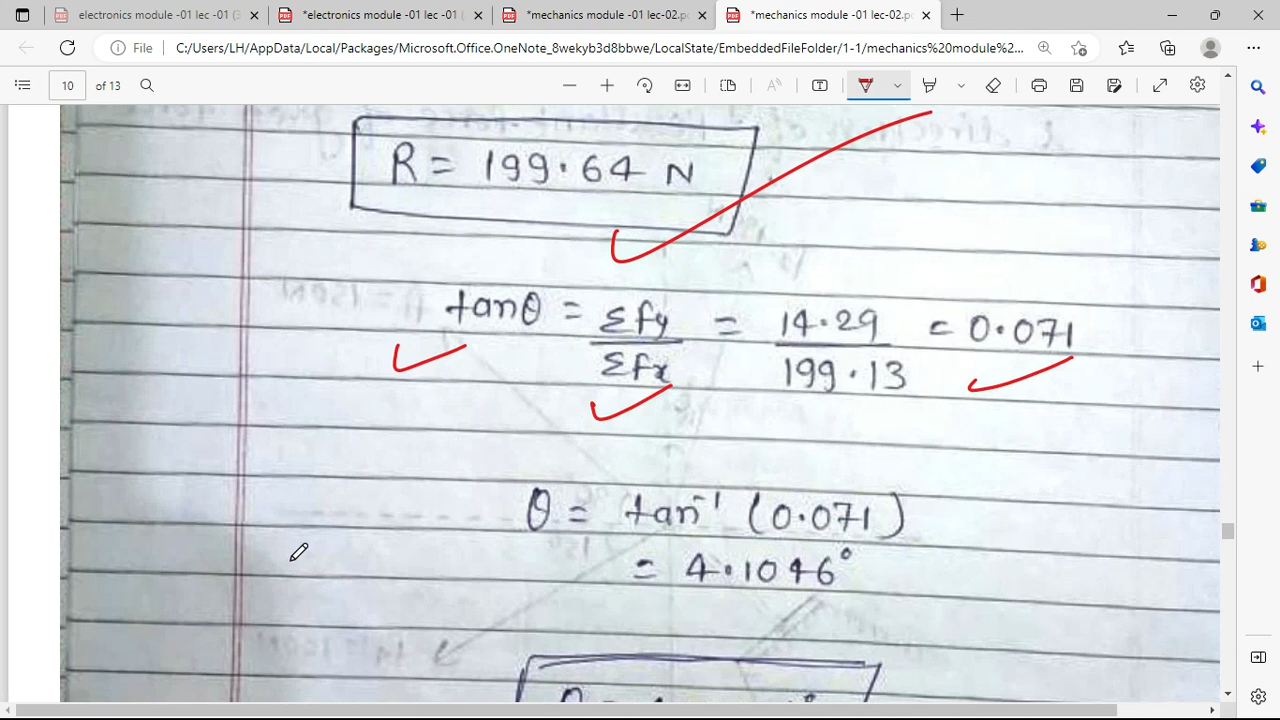 electronics module -01 lec -01 (
*electronics module -01 lec -01 (
*mechanics module -01 lec-02.pd
*mechanics module -01 lec-02.pd
File
C:/Users/LH/AppData/Local/Packages/Microsoft.Office.OneNote_8wekyb3d8bbwe/LocalState/EmbeddedFileFolder/1-1/mechanics%20module%2...
10 of 13
R = 199.64 N
tanθ = Σfy / Σfx = 14.29 / 199.13 = 0.071
θ = tan⁻¹ (0.071)
= 4.1046°